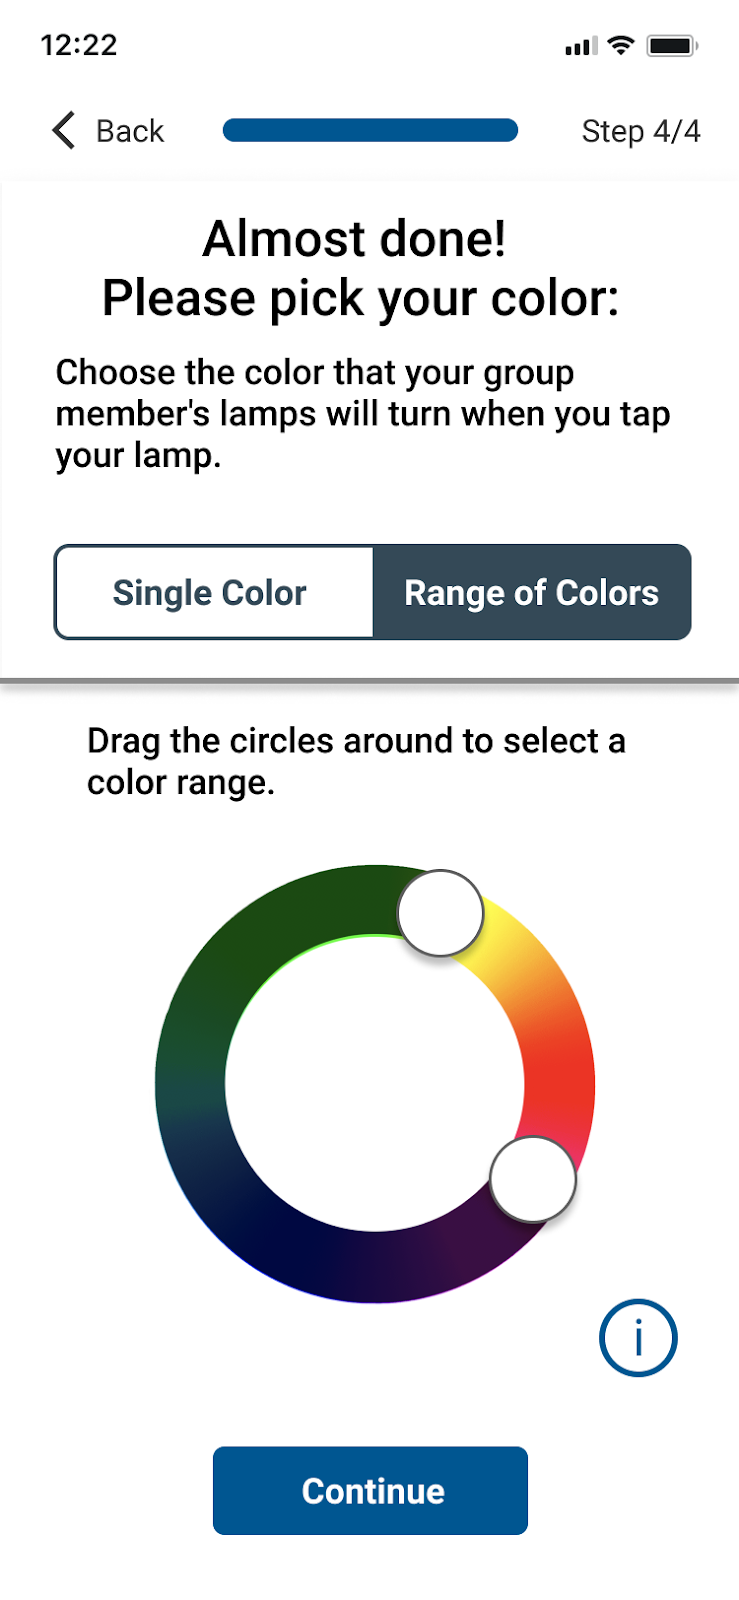 12:22
Back
Step 4/4
Almost done!
Please pick your color:
Choose the color that your group
member's lamps will turn when you tap
your lamp.
Single Color
Range of Colors
Drag the circles around to select a
color range.
i
Continue